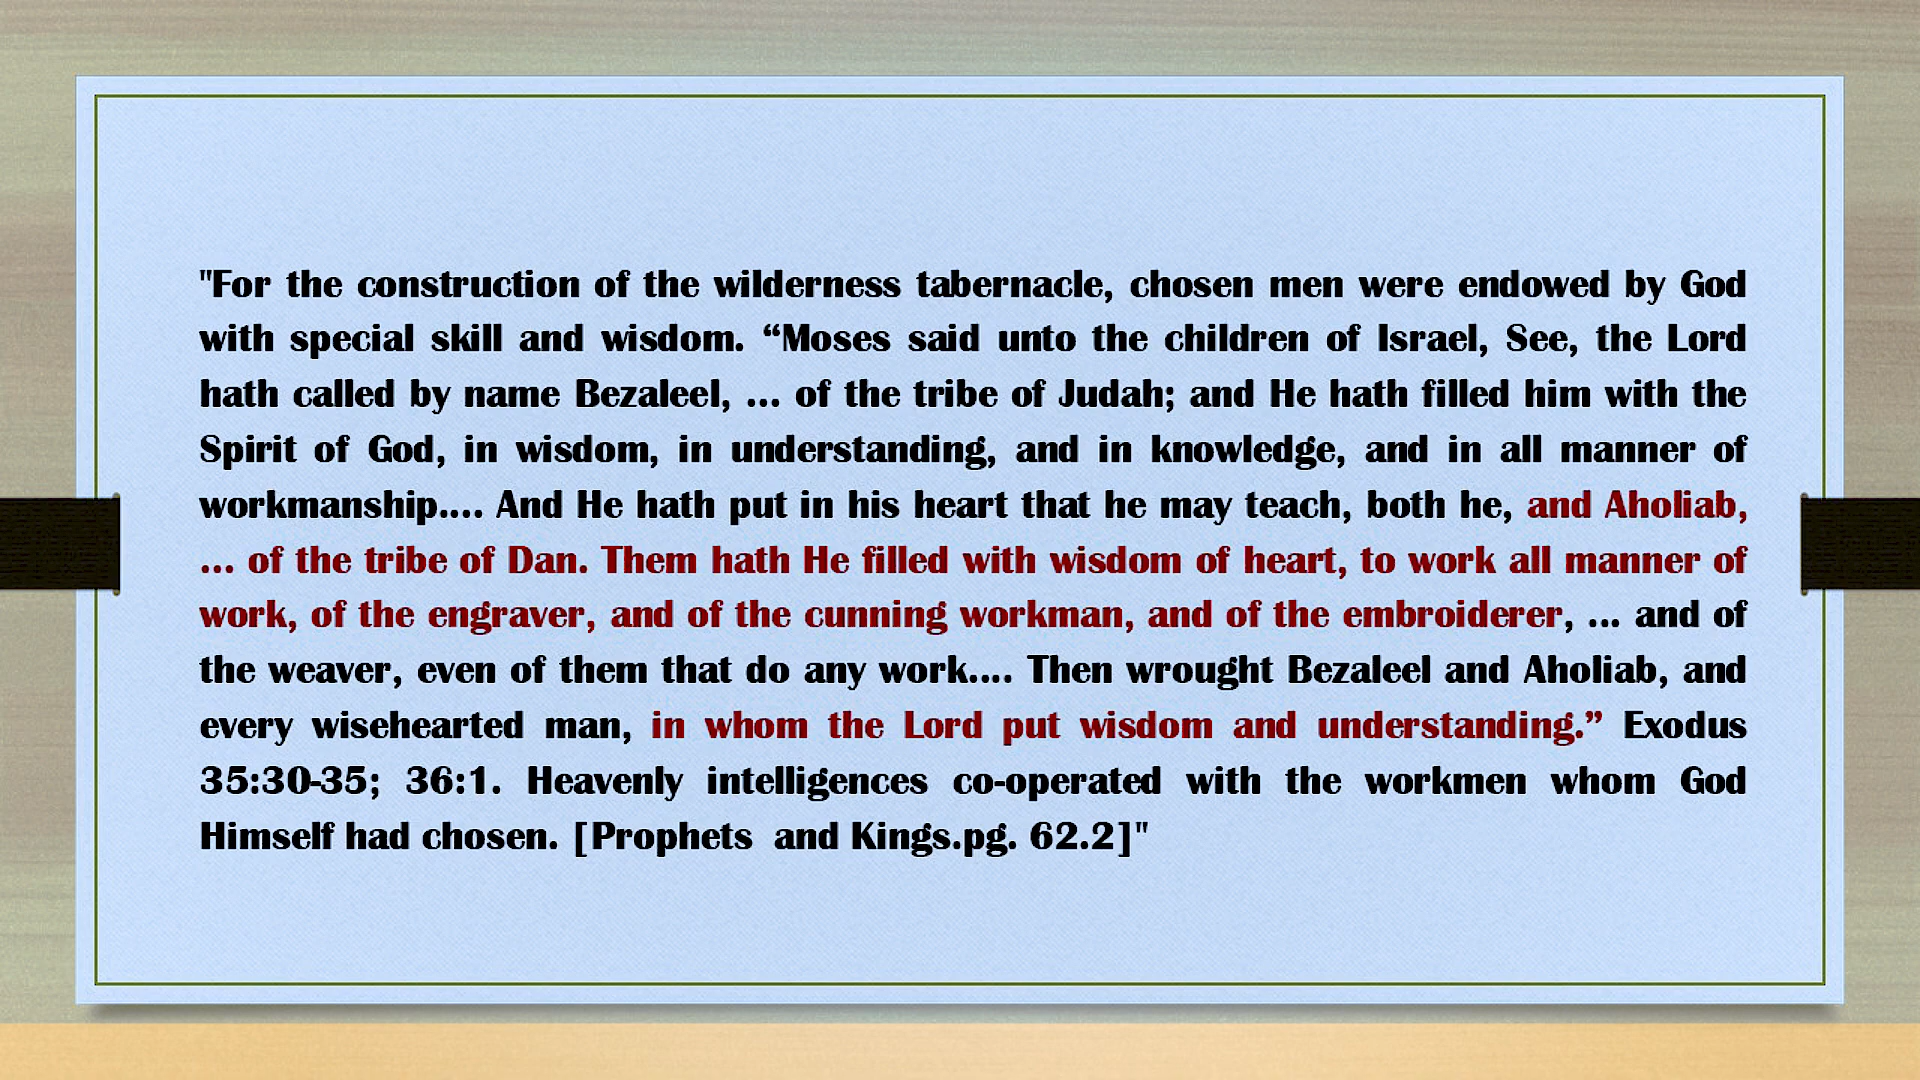 "For the construction of the wilderness tabernacle, chosen men were endowed by God
with special skill and wisdom. “Moses said unto the children of Israel, See, the Lord
hath called by name Bezaleel, ... of the tribe of Judah; and He hath filled him with the
Spirit of God, in wisdom, in understanding, and in knowledge, and in all manner of
workmanship.... And He hath put in his heart that he may teach, both he, and Aholiab,
... of the tribe of Dan. Them hath He filled with wisdom of heart, to work all manner of
work, of the engraver, and of the cunning workman, and of the embroiderer, ... and of
the weaver, even of them that do any work.... Then wrought Bezaleel and Aholiab, and
every wisehearted man, in whom the Lord put wisdom and understanding.” Exodus
35:30-35; 36:1. Heavenly intelligences co-operated with the workmen whom God
Himself had chosen. [Prophets  and Kings.pg. 62.2]"